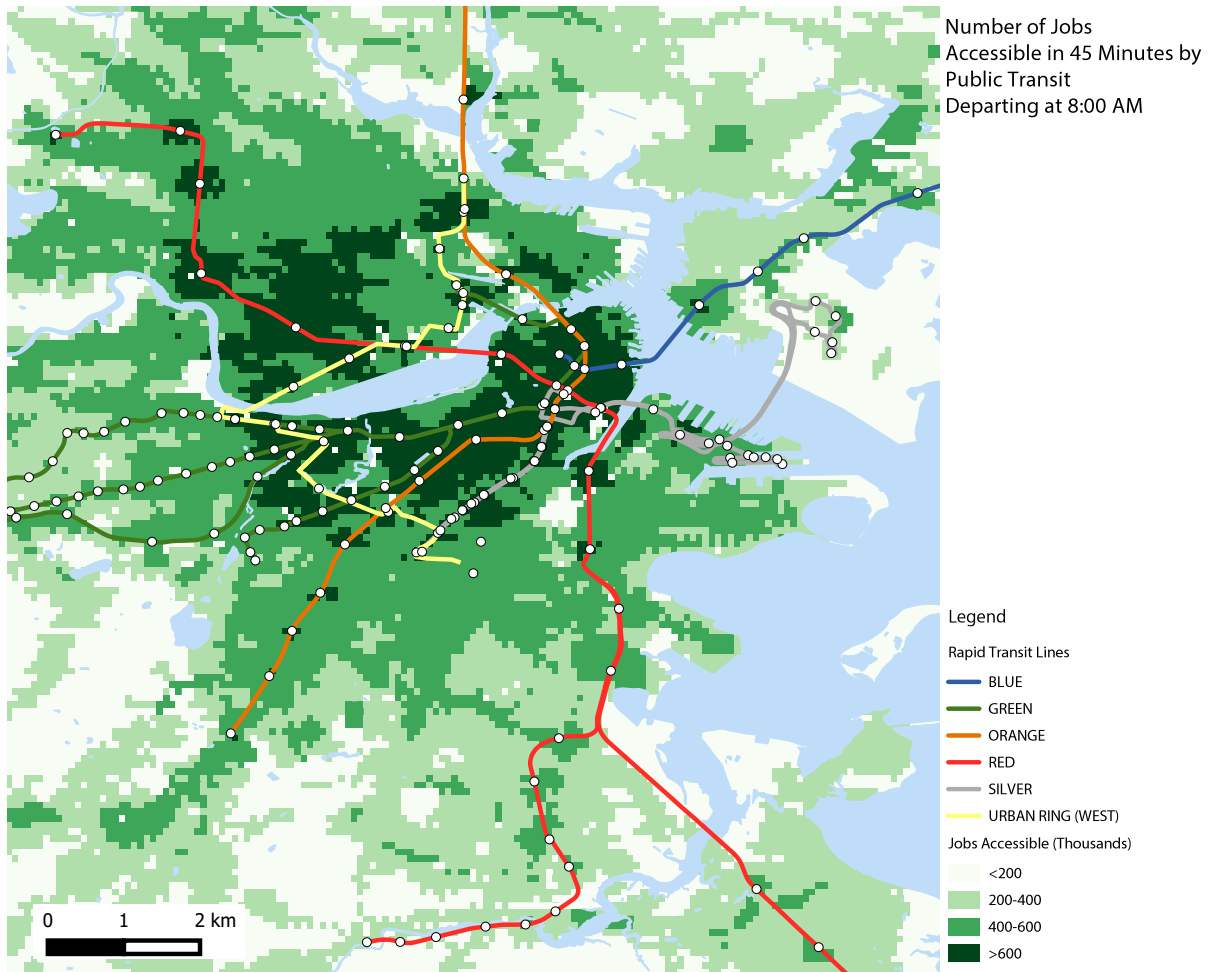 Number of Jobs
Accessible in 45 Minutes by
Public Transit
Departing at 8:00 AM
Legend
Rapid Transit Lines
BLUE
GREEN
ORANGE
RED
SILVER
URBAN RING (WEST)
Jobs Accessible (Thousands)
<200
200-400
400-600
>600
0 1 2 km